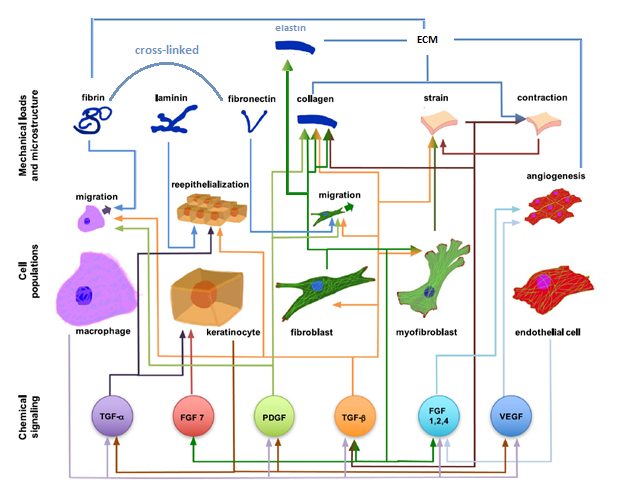 elastin
ECM
cross-linked
fibrin
laminin
fibronectin
collagen
strain
contraction
Mechanical loads
and microstructure
migration
reepithelialization
migration
angiogenesis
Cell
populations
macrophage
keratinocyte
fibroblast
myofibroblast
endothelial cell
Chemical
signaling
TGF-α
FGF 7
PDGF
TGF-β
FGF
1,2,4
VEGF